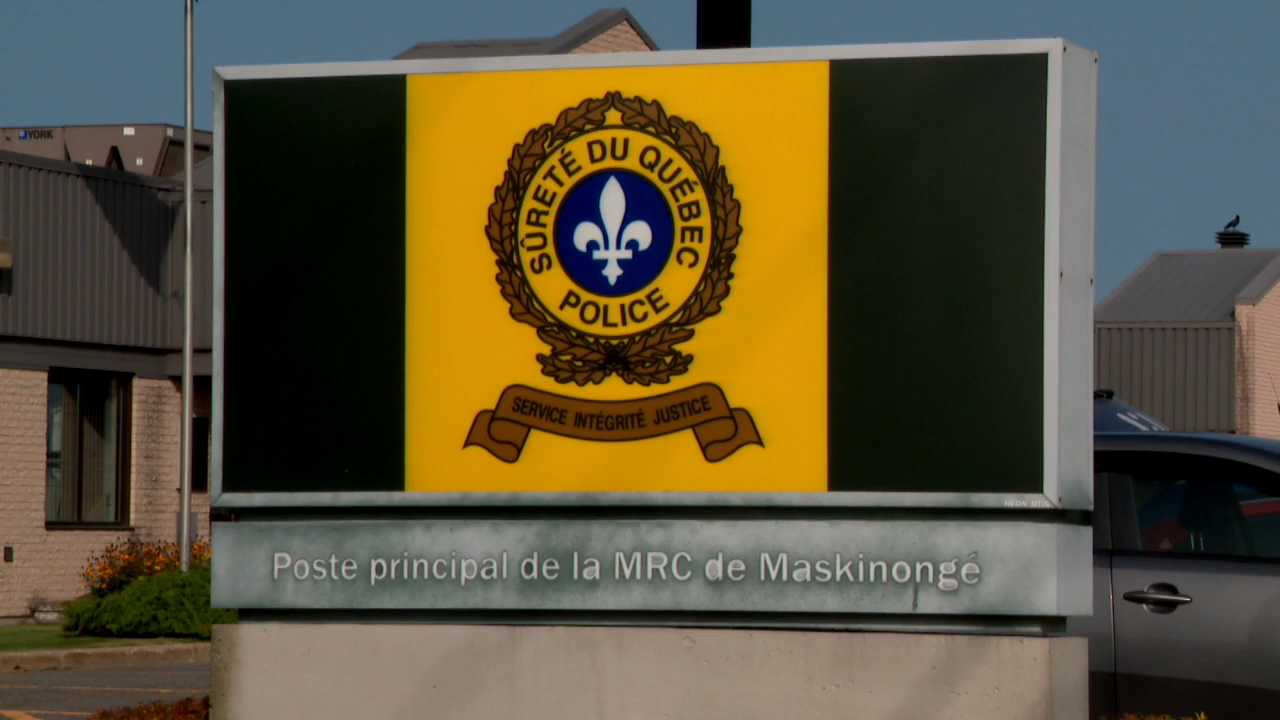 YORK
SÛRETÉ DU QUÉBEC
POLICE
SERVICE INTÉGRITÉ JUSTICE
Poste principal de la MRC de Maskinongé